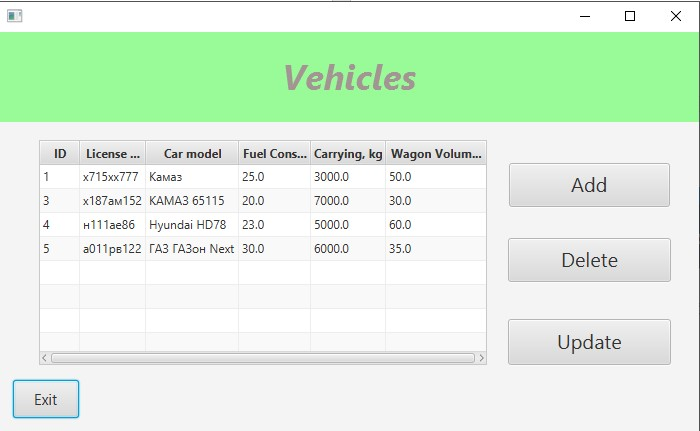 Vehicles
ID License ... Car model Fuel Cons... Carrying, kg Wagon Volum...
1 х715хх777 Камаз 25.0 3000.0 50.0
3 х187ам152 КАМАЗ 65115 20.0 7000.0 30.0
4 н111ае86 Hyundai HD78 23.0 5000.0 60.0
5 а011рв122 ГАЗ ГАЗон Next 30.0 6000.0 35.0
Add
Delete
Update
Exit